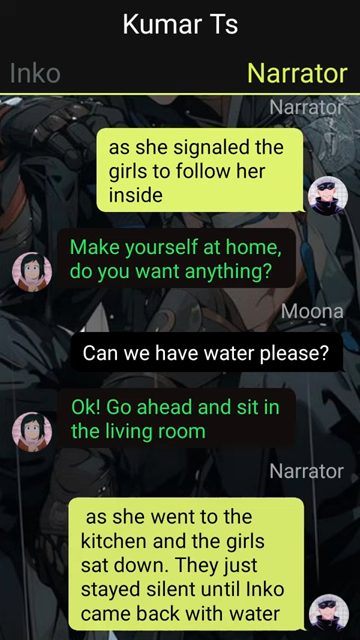 Kumar Ts
Inko
Narrator
Narrator
as she signaled the
girls to follow her
inside
Make yourself at home,
do you want anything?
Moona
Can we have water please?
Ok! Go ahead and sit in
the living room
Narrator
as she went to the
kitchen and the girls
sat down. They just
stayed silent until Inko
came back with water